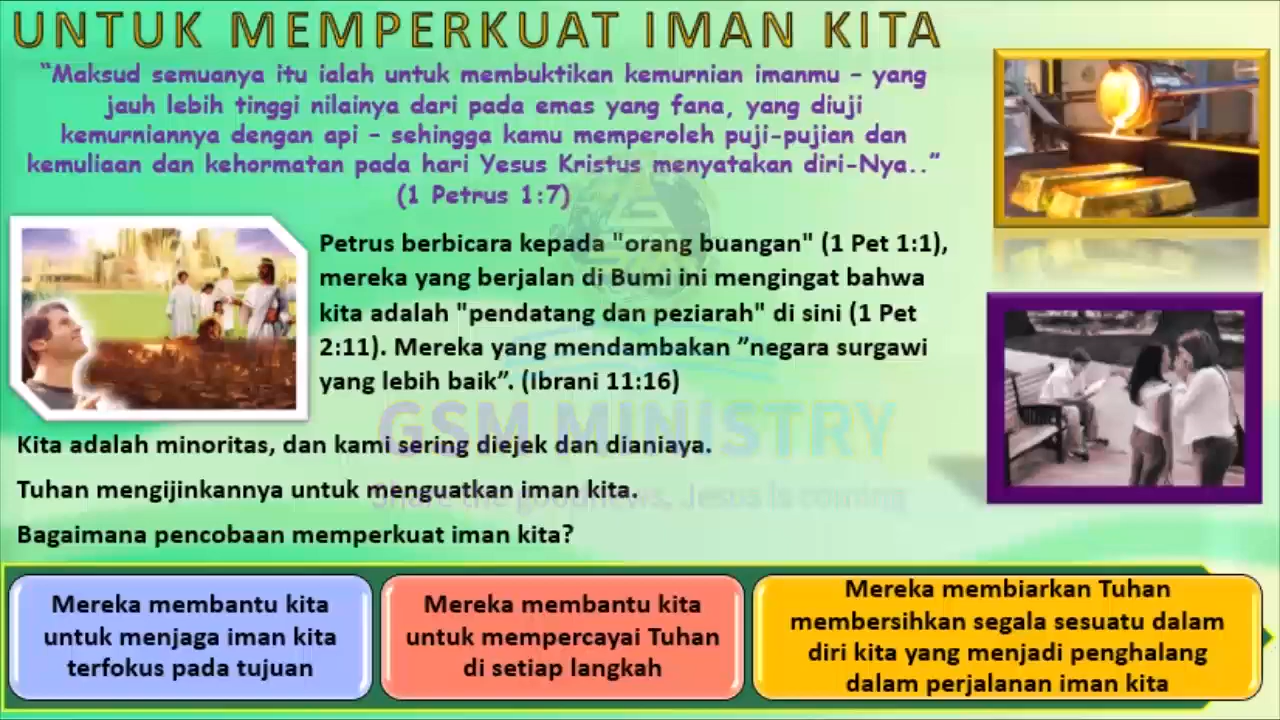 UNTUK MEMPERKUAT IMAN KITA
“Maksud semuanya itu ialah untuk membuktikan kemurnian imanmu – yang
jauh lebih tinggi nilainya dari pada emas yang fana, yang diuji
kemurniannya dengan api – sehingga kamu memperoleh puji-pujian dan
kemuliaan dan kehormatan pada hari Yesus Kristus menyatakan diri-Nya..”
(1 Petrus 1:7)
Petrus berbicara kepada "orang buangan" (1 Pet 1:1),
mereka yang berjalan di Bumi ini mengingat bahwa
kita adalah "pendatang dan peziarah" di sini (1 Pet
2:11). Mereka yang mendambakan ”negara surgawi
yang lebih baik”. (Ibrani 11:16)
GSM MINISTRY
Share the goodnews, Jesus is coming
Kita adalah minoritas, dan kami sering diejek dan dianiaya.
Tuhan mengijinkannya untuk menguatkan iman kita.
Bagaimana pencobaan memperkuat iman kita?
Mereka membantu kita
untuk menjaga iman kita
terfokus pada tujuan
Mereka membantu kita
untuk mempercayai Tuhan
di setiap langkah
Mereka membiarkan Tuhan
membersihkan segala sesuatu dalam
diri kita yang menjadi penghalang
dalam perjalanan iman kita